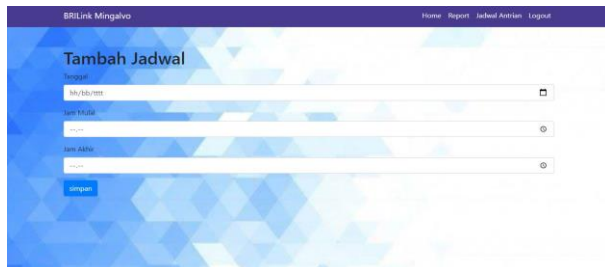 BRILink Mingalvo
Home Report Jadwal Antrian Logout
Tambah Jadwal
Tanggal
hh/bb/tttt
Jam Mulai
--.--
Jam Akhir
--.--
simpan